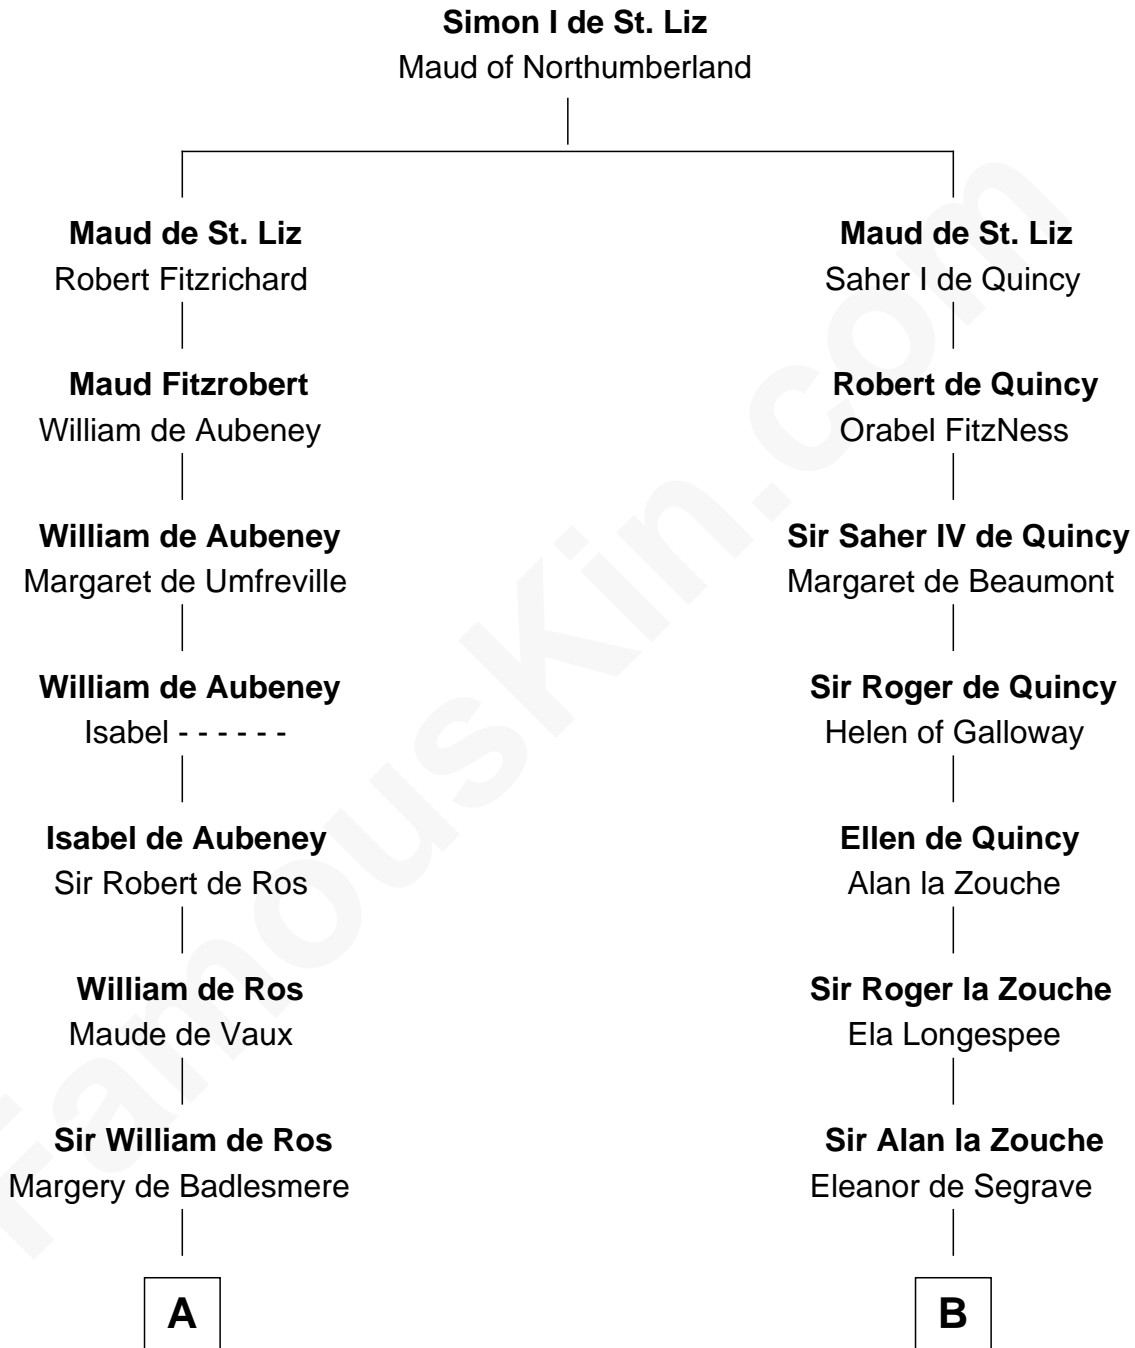 Simon I de St. Liz
Maud of Northumberland
Maud de St. Liz
Robert Fitzrichard
Maud de St. Liz
Saher I de Quincy
Maud Fitzrobert
William de Aubeney
Robert de Quincy
Orabel FitzNess
William de Aubeney
Margaret de Umfreville
Sir Saher IV de Quincy
Margaret de Beaumont
William de Aubeney
Isabel - - - - - -
Sir Roger de Quincy
Helen of Galloway
Isabel de Aubeney
Sir Robert de Ros
Ellen de Quincy
Alan la Zouche
William de Ros
Maude de Vaux
Sir Roger la Zouche
Ela Longespee
Sir William de Ros
Margery de Badlesmere
Sir Alan la Zouche
Eleanor de Segrave
A
B
FamousKin.com